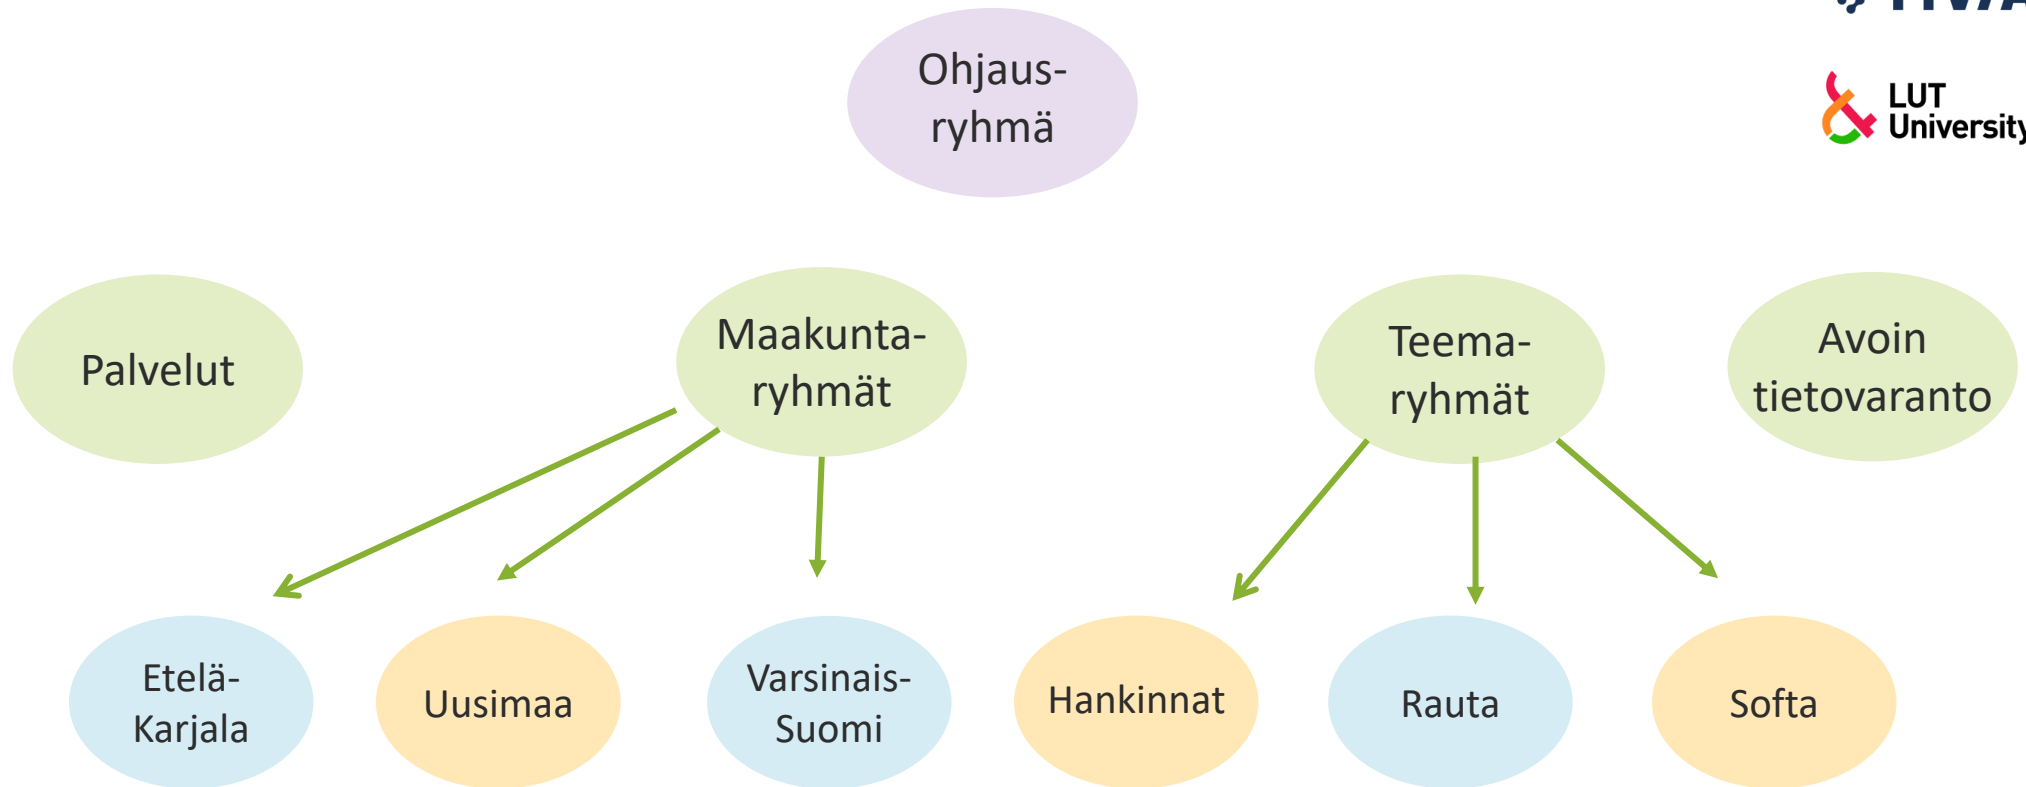 Ohjaus-
ryhmä
LUT
University
Palvelut
Maakunta-
ryhmät
Teema-
ryhmät
Avoin
tietovaranto
Etelä-
Karjala
Uusimaa
Varsinais-
Suomi
Hankinnat
Rauta
Softa